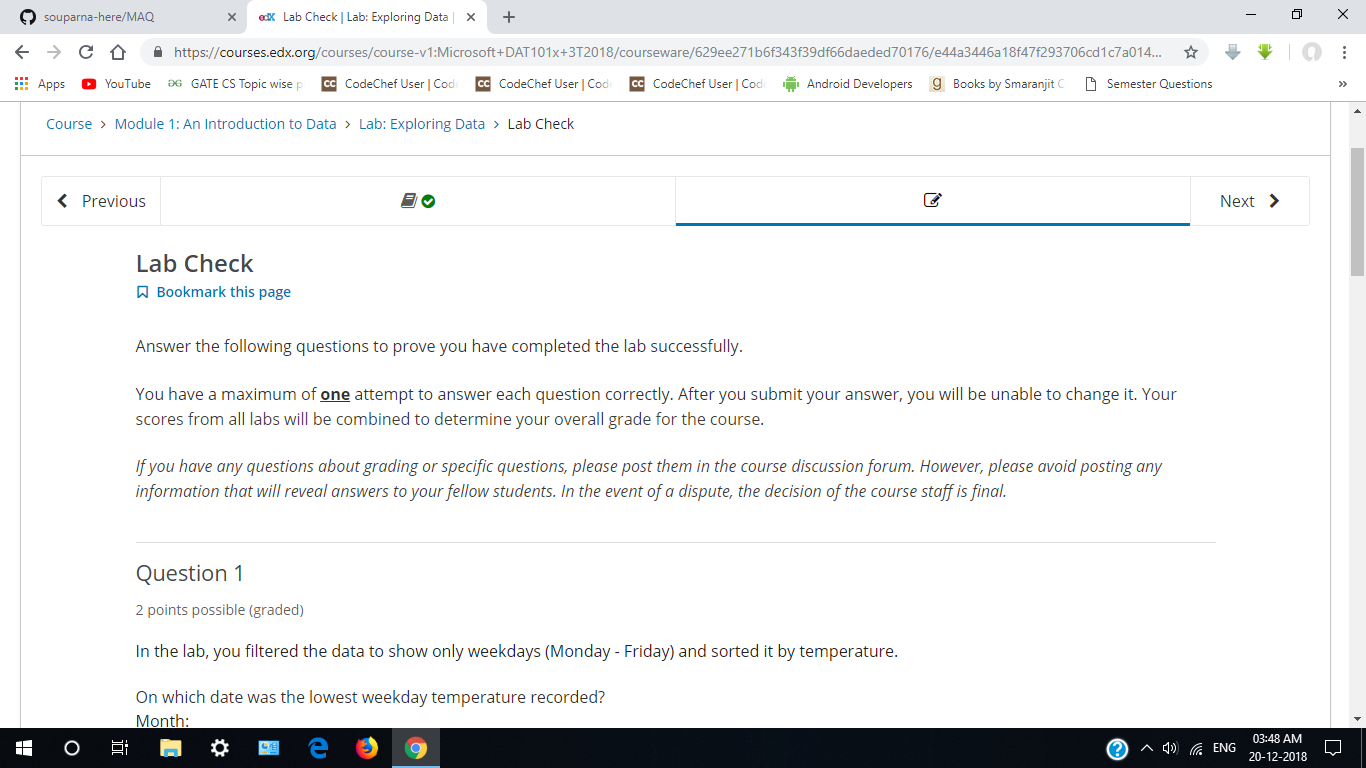 souparna-here/MAQ
edX Lab Check | Lab: Exploring Data |
https://courses.edx.org/courses/course-v1:Microsoft+DAT101x+3T2018/courseware/629ee271b6f343f39df66daeded70176/e44a3446a18f47f293706cd1c7a014...
Apps YouTube GATE CS Topic wise p CC CodeChef User | Cod CC CodeChef User | Cod CC CodeChef User | Cod Android Developers g Books by Smaranjit G Semester Questions »
Course > Module 1: An Introduction to Data > Lab: Exploring Data > Lab Check
Previous Next
Lab Check
Bookmark this page
Answer the following questions to prove you have completed the lab successfully.
You have a maximum of one attempt to answer each question correctly. After you submit your answer, you will be unable to change it. Your
scores from all labs will be combined to determine your overall grade for the course.
If you have any questions about grading or specific questions, please post them in the course discussion forum. However, please avoid posting any
information that will reveal answers to your fellow students. In the event of a dispute, the decision of the course staff is final.
Question 1
2 points possible (graded)
In the lab, you filtered the data to show only weekdays (Monday - Friday) and sorted it by temperature.
On which date was the lowest weekday temperature recorded?
Month:
ENG
03:48 AM
20-12-2018